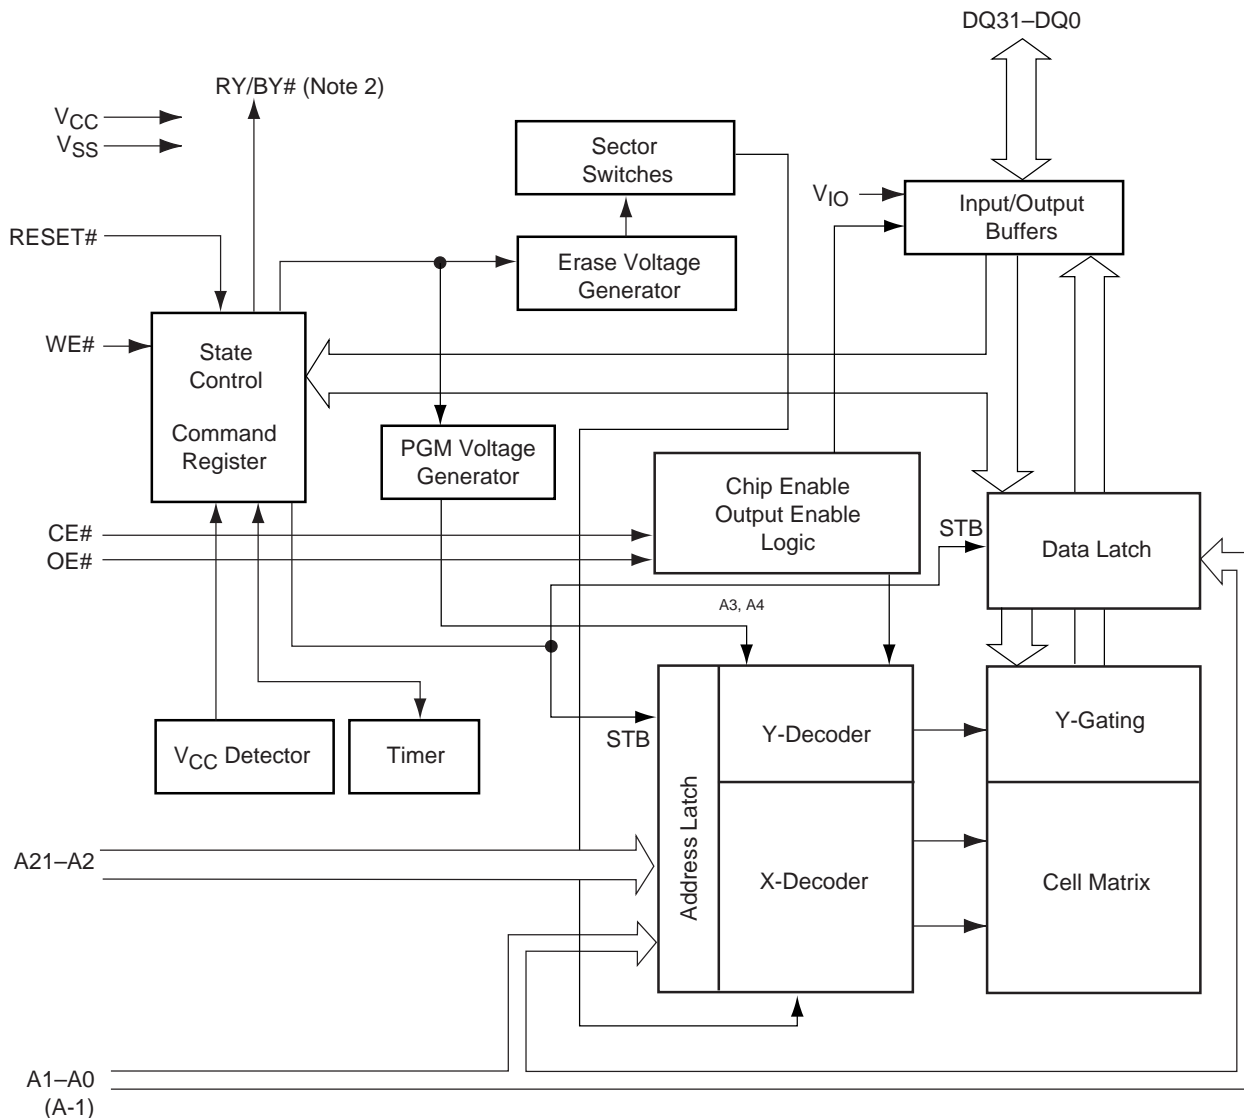 DQ31–DQ0
RY/BY# (Note 2)
VCC
VSS
Sector
Switches
VIO
Input/Output
Buffers
RESET#
Erase Voltage
Generator
WE#
State
Control
Command
Register
PGM Voltage
Generator
Chip Enable
Output Enable
Logic
CE#
OE#
STB
Data Latch
A3, A4
STB
Y-Decoder
Y-Gating
VCC Detector
Timer
Address Latch
A21–A2
X-Decoder
Cell Matrix
A1–A0
(A-1)